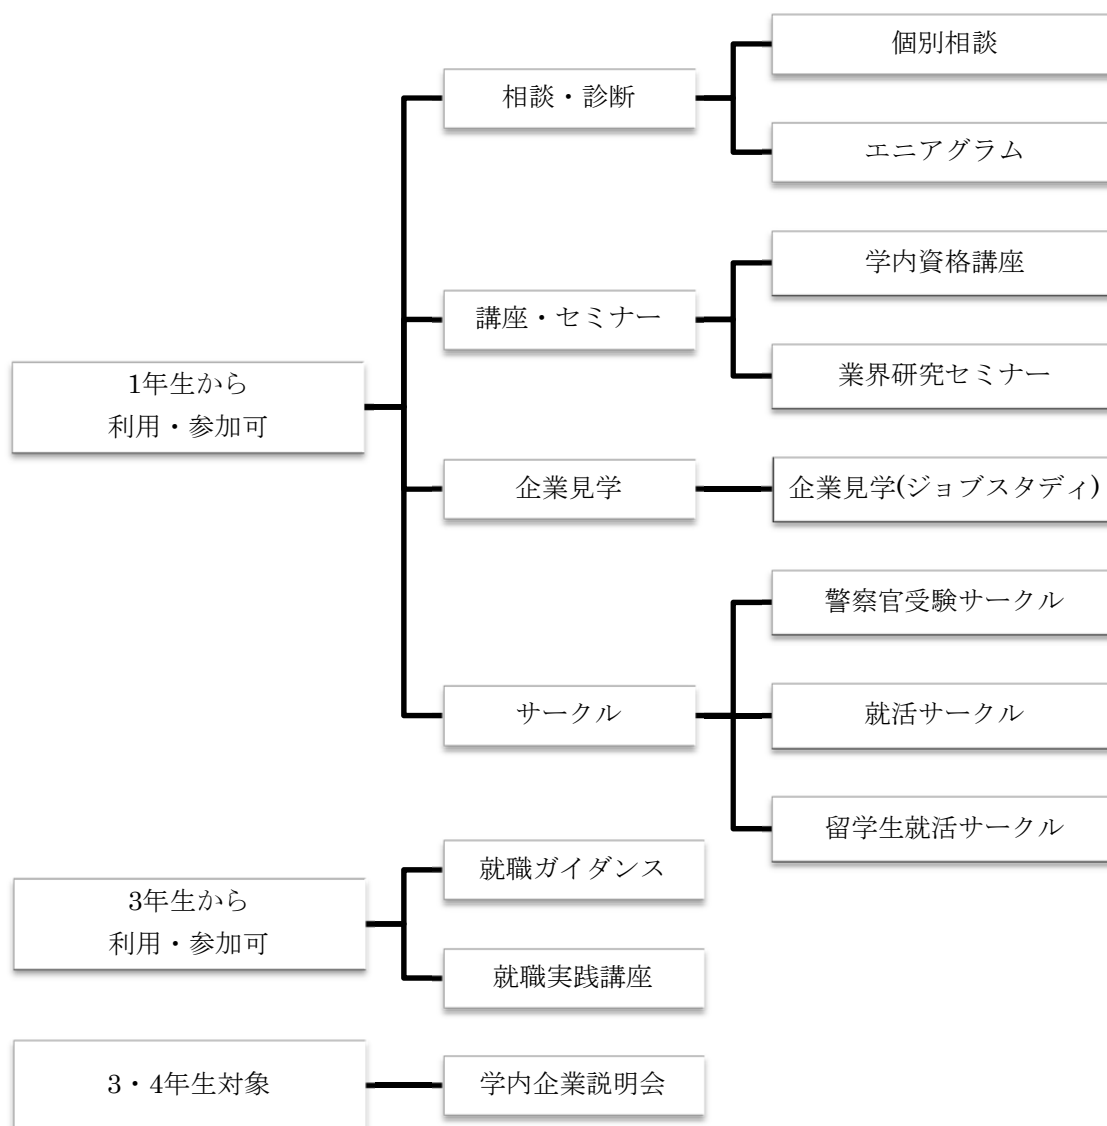 1年生から
利用・参加可
相談・診断
個別相談
エニアグラム
講座・セミナー
学内資格講座
業界研究セミナー
企業見学
企業見学(ジョブスタディ)
サークル
警察官受験サークル
就活サークル
留学生就活サークル
3年生から
利用・参加可
就職ガイダンス
就職実践講座
3・4年生対象
学内企業説明会